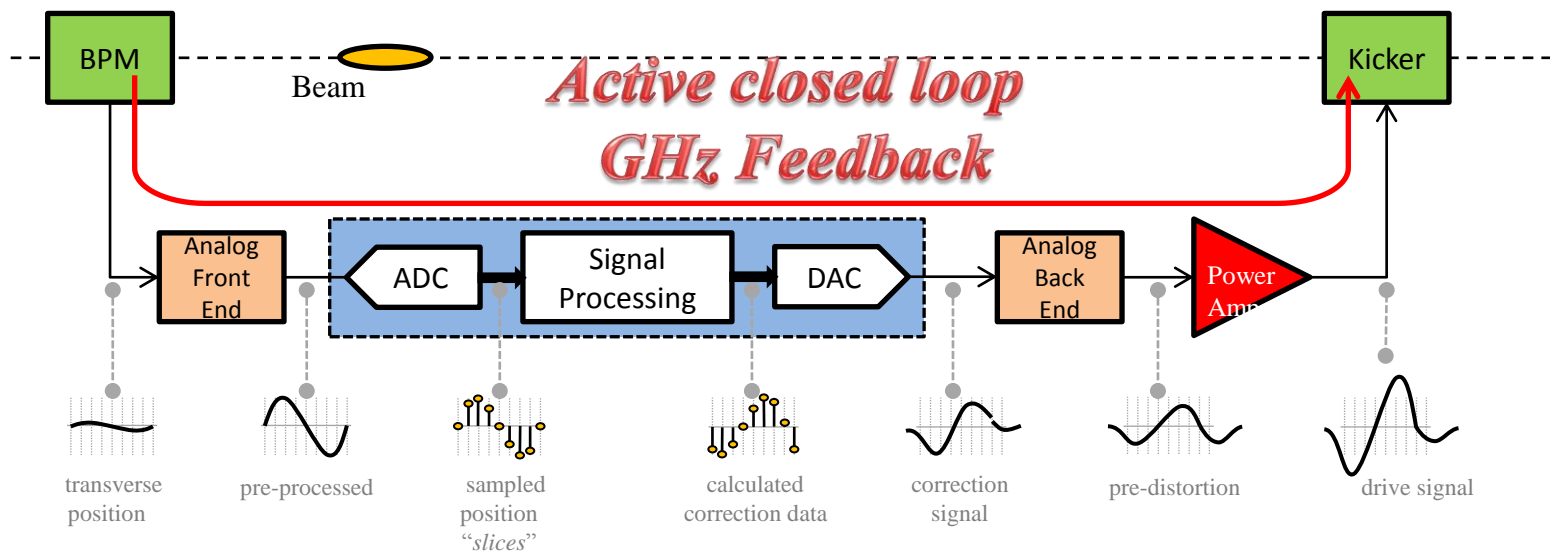 BPM
Beam
Active closed loop
GHz Feedback
Kicker
Analog
Front
End
ADC
Signal
Processing
DAC
Analog
Back
End
Power
Amp
transverse
position
pre-processed
sampled
position
“slices”
calculated
correction data
correction
signal
pre-distortion
drive signal